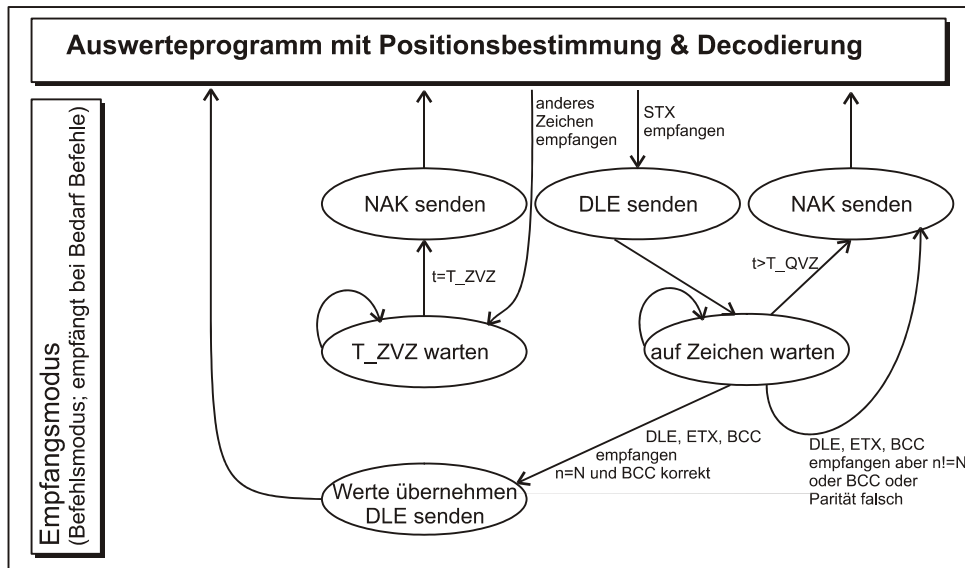 Auswerteprogramm mit Positionsbestimmung & Decodierung
Empfangsmodus
(Befehlsmodus; empfängt bei Bedarf Befehle)
anderes
Zeichen
empfangen
STX
empfangen
NAK senden
DLE senden
NAK senden
t=T_ZVZ
t>T_QVZ
T_ZVZ warten
auf Zeichen warten
DLE, ETX, BCC
empfangen
n=N und BCC korrekt
DLE, ETX, BCC
empfangen aber n!=N
oder BCC oder
Parität falsch
Werte übernehmen
DLE senden